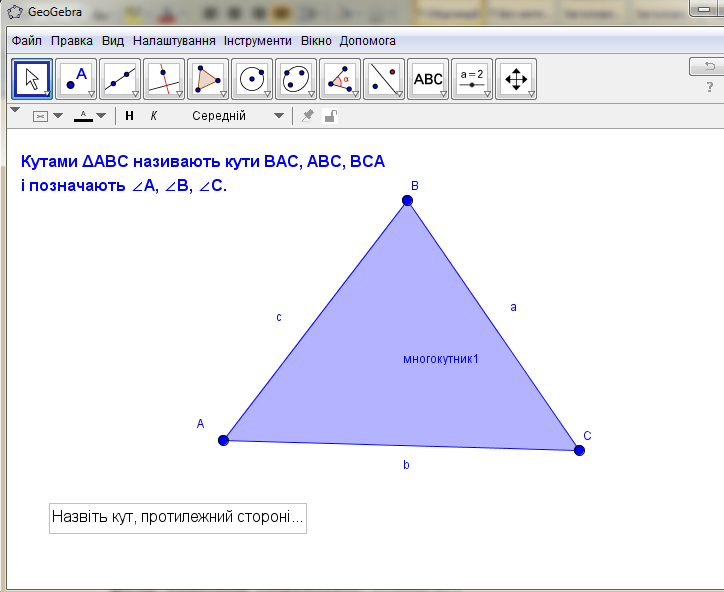 GeoGebra
Файл Правка Вид Налаштування Інструменти Вікно Допомога
A α ABC a = 2
A Н К Середній
?
Кутами ΔABC називають кути BAC, ABC, BCA
і позначають ∠A, ∠B, ∠C.
B
c
a
многокутник1
A
C
b
Назвіть кут, протилежний стороні...